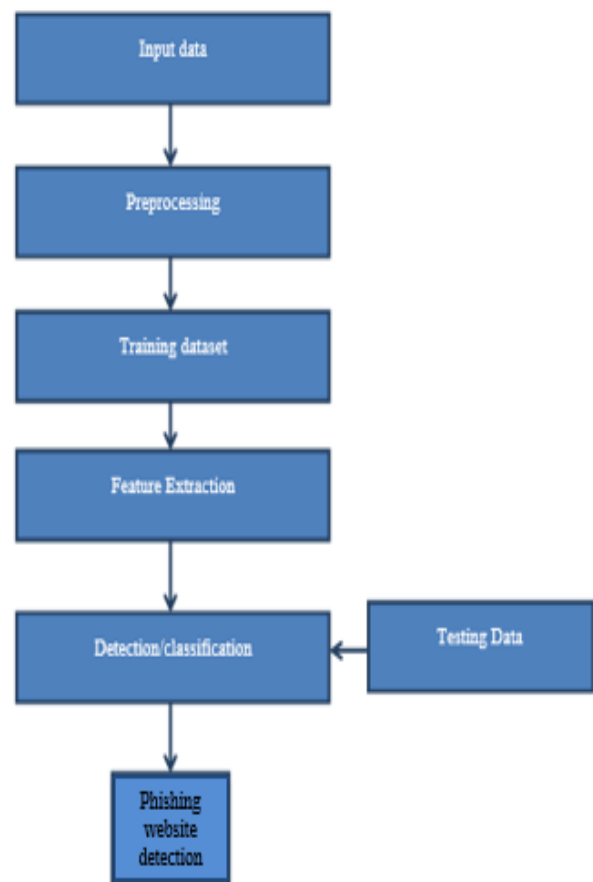 Input data
Preprocessing
Training dataset
Feature Extraction
Detection/classification
Testing Data
Phishing
website
detection